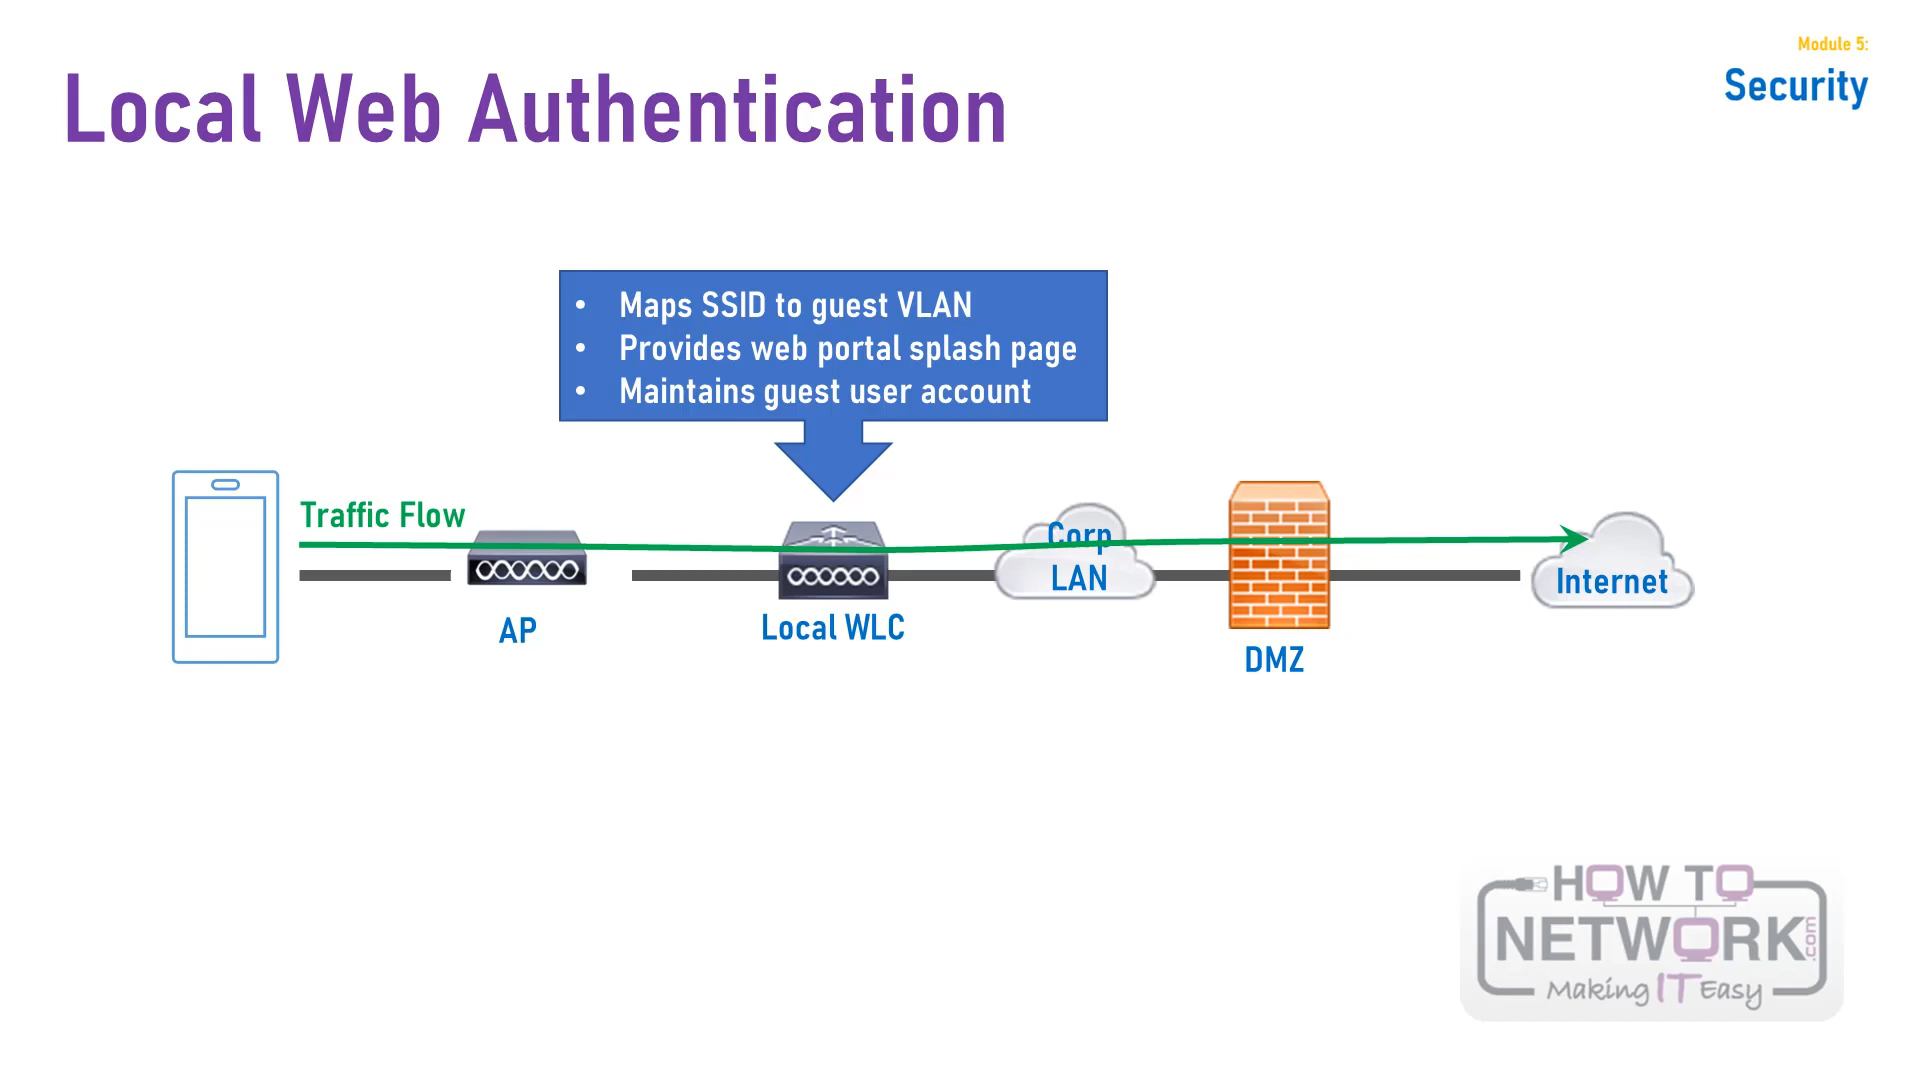 Module 5:
Security
Local Web Authentication
• Maps SSID to guest VLAN
• Provides web portal splash page
• Maintains guest user account
Traffic Flow
AP
Local WLC
Corp
LAN
DMZ
Internet
HOW TO
NETWORK.com
Making IT Easy